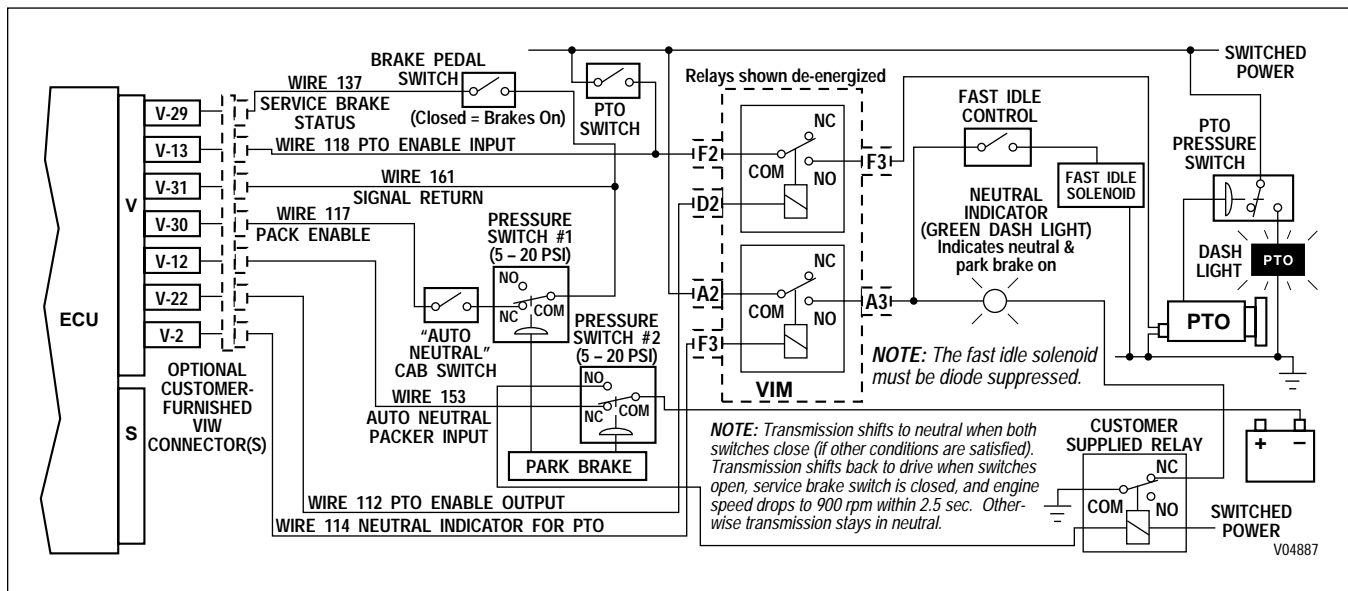 SWITCHED
POWER
BRAKE PEDAL
SWITCH
(Closed = Brakes On)
PTO
SWITCH
Relays shown de-energized
FAST IDLE
CONTROL
FAST IDLE
SOLENOID
PTO
PRESSURE
SWITCH
DASH
LIGHT
PTO
PTO
NEUTRAL
INDICATOR
(GREEN DASH LIGHT)
Indicates neutral &
park brake on
NOTE: The fast idle solenoid
must be diode suppressed.
ECU
V
S
V-29
V-13
V-31
V-30
V-12
V-22
V-2
WIRE 137
SERVICE BRAKE
STATUS
WIRE 118 PTO ENABLE INPUT
WIRE 161
SIGNAL RETURN
WIRE 117
PACK ENABLE
PRESSURE
SWITCH #1
(5 – 20 PSI)
NO
NC
COM
"AUTO
NEUTRAL"
CAB SWITCH
PRESSURE
SWITCH #2
(5 – 20 PSI)
NO
NC
COM
WIRE 153
AUTO NEUTRAL
PACKER INPUT
PARK BRAKE
OPTIONAL
CUSTOMER-
FURNISHED
VIW
CONNECTOR(S)
WIRE 112 PTO ENABLE OUTPUT
WIRE 114 NEUTRAL INDICATOR FOR PTO
F2
D2
A2
F3
NC
COM
NO
F3
NC
COM
NO
A3
VIM
NOTE: Transmission shifts to neutral when both
switches close (if other conditions are satisfied).
Transmission shifts back to drive when switches
open, service brake switch is closed, and engine
speed drops to 900 rpm within 2.5 sec. Other-
wise transmission stays in neutral.
CUSTOMER
SUPPLIED RELAY
NC
COM
NO
SWITCHED
POWER
+ –
V04887